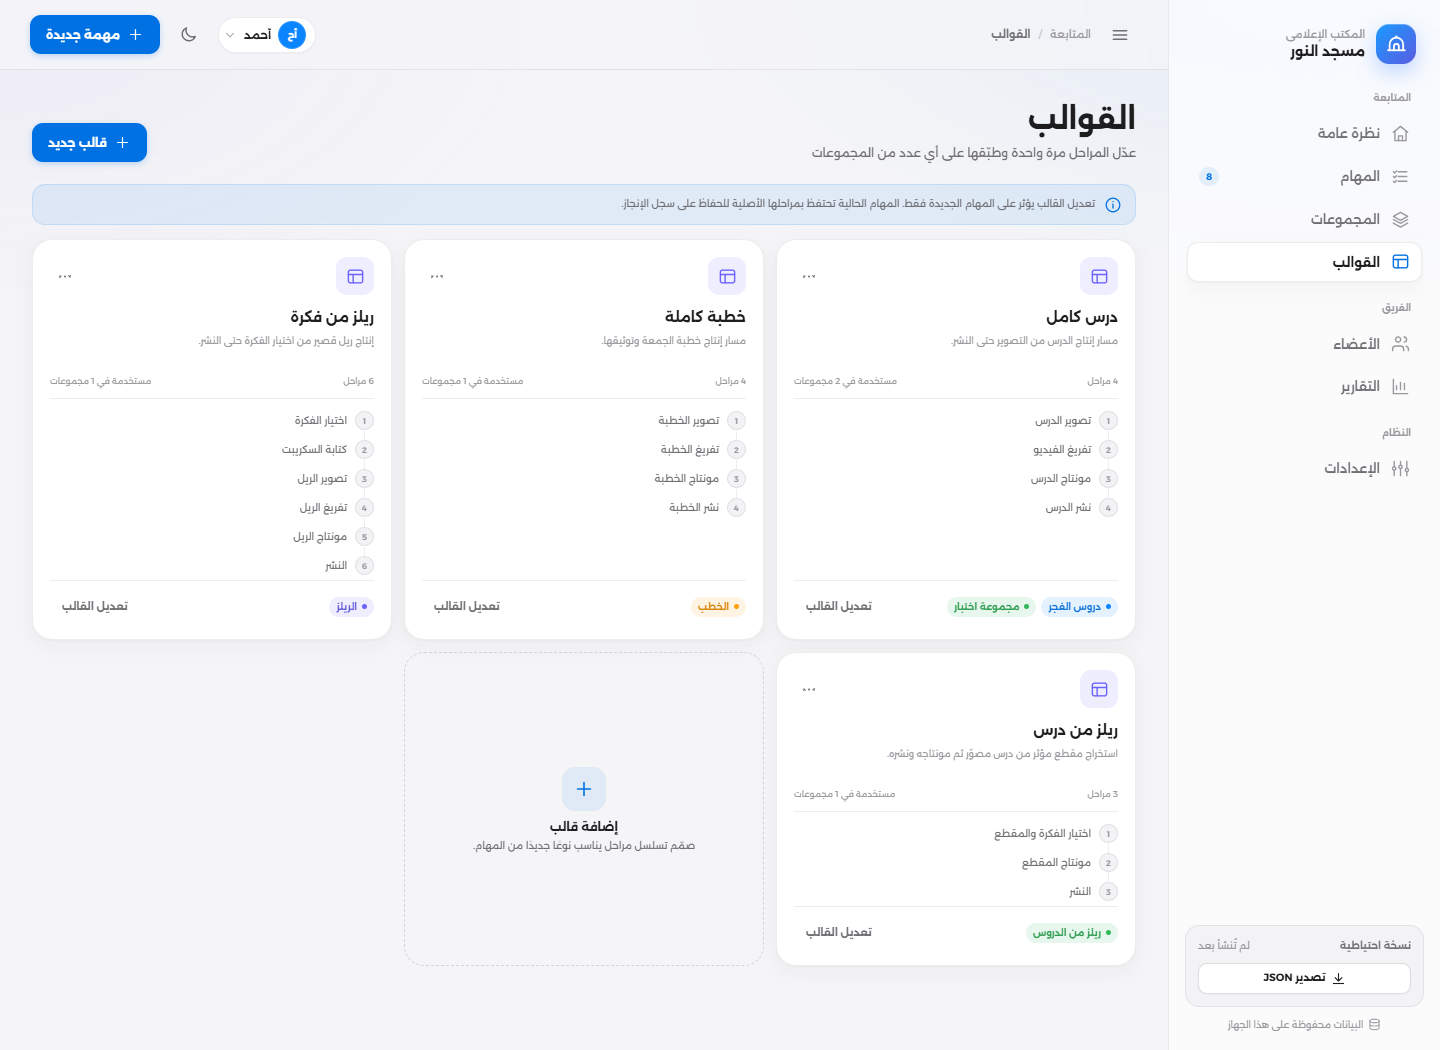 المكتب الإعلامي
مسجد النور
المتابعة
نظرة عامة
المهام
8
المجموعات
القوالب
الفريق
الأعضاء
التقارير
النظام
الإعدادات
نسخة احتياطية
لم تُنشأ بعد
تصدير JSON
البيانات محفوظة على هذا الجهاز
المتابعة / القوالب
أح
أحمد
مهمة جديدة
القوالب
عدّل المراحل مرة واحدة وطبّقها على أي عدد من المجموعات
قالب جديد
تعديل القالب يؤثر على المهام الجديدة فقط. المهام الحالية تحتفظ بمراحلها الأصلية للحفاظ على سجل الإنجاز.
درس كامل
مسار إنتاج الدرس من التصوير حتى النشر.
4 مراحل
مستخدمة في 2 مجموعات
1 تصوير الدرس
2 تفريغ الفيديو
3 مونتاج الدرس
4 نشر الدرس
دروس الفجر
مجموعة اختبار
تعديل القالب
خطبة كاملة
مسار إنتاج خطبة الجمعة وتوثيقها.
4 مراحل
مستخدمة في 1 مجموعات
1 تصوير الخطبة
2 تفريغ الخطبة
3 مونتاج الخطبة
4 نشر الخطبة
الخطب
تعديل القالب
ريلز من فكرة
إنتاج ريل قصير من اختيار الفكرة حتى النشر.
6 مراحل
مستخدمة في 1 مجموعات
1 اختيار الفكرة
2 كتابة السكريبت
3 تصوير الريل
4 تفريغ الريل
5 مونتاج الريل
6 النشر
الريلز
تعديل القالب
ريلز من درس
استخراج مقطع مؤثر من درس مصوّر ثم مونتاجه ونشره.
3 مراحل
مستخدمة في 1 مجموعات
1 اختيار الفكرة والمقطع
2 مونتاج المقطع
3 النشر
ريلز من الدروس
تعديل القالب
إضافة قالب
صمّم تسلسل مراحل يناسب نوعًا جديدًا من المهام.